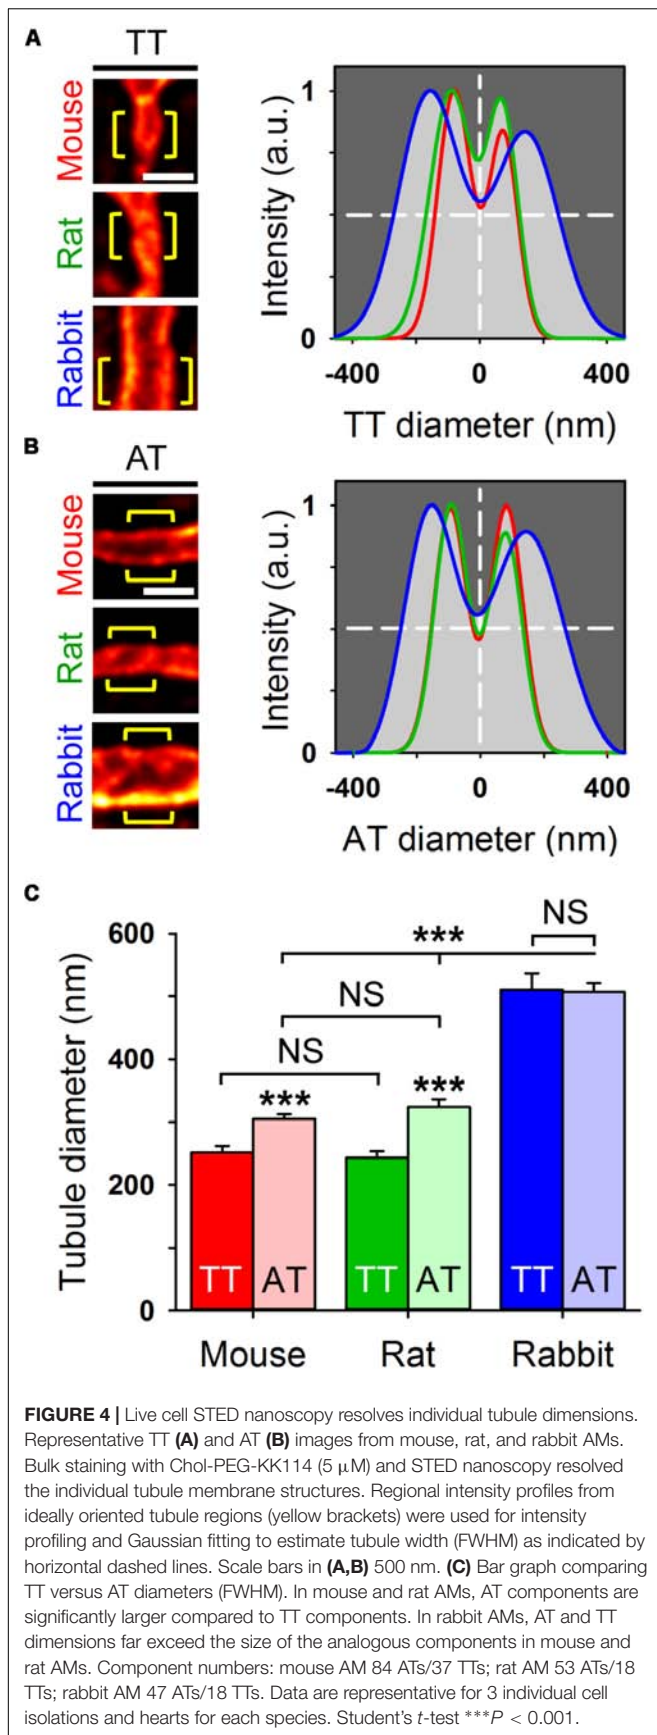 A
TT
Mouse
Rat
Rabbit
Intensity (a.u.)
1
0
-400 0 400
TT diameter (nm)
B
AT
Mouse
Rat
Rabbit
Intensity (a.u.)
1
0
-400 0 400
AT diameter (nm)
C
Tubule diameter (nm)
600
400
200
0
NS
***
NS
NS
***
***
TT AT TT AT TT AT
Mouse Rat Rabbit
FIGURE 4 | Live cell STED nanoscopy resolves individual tubule dimensions.
Representative TT (A) and AT (B) images from mouse, rat, and rabbit AMs.
Bulk staining with Chol-PEG-KK114 (5 μM) and STED nanoscopy resolved
the individual tubule membrane structures. Regional intensity profiles from
ideally oriented tubule regions (yellow brackets) were used for intensity
profiling and Gaussian fitting to estimate tubule width (FWHM) as indicated by
horizontal dashed lines. Scale bars in (A,B) 500 nm. (C) Bar graph comparing
TT versus AT diameters (FWHM). In mouse and rat AMs, AT components are
significantly larger compared to TT components. In rabbit AMs, AT and TT
dimensions far exceed the size of the analogous components in mouse and
rat AMs. Component numbers: mouse AM 84 ATs/37 TTs; rat AM 53 ATs/18
TTs; rabbit AM 47 ATs/18 TTs. Data are representative for 3 individual cell
isolations and hearts for each species. Student's t-test ***P < 0.001.